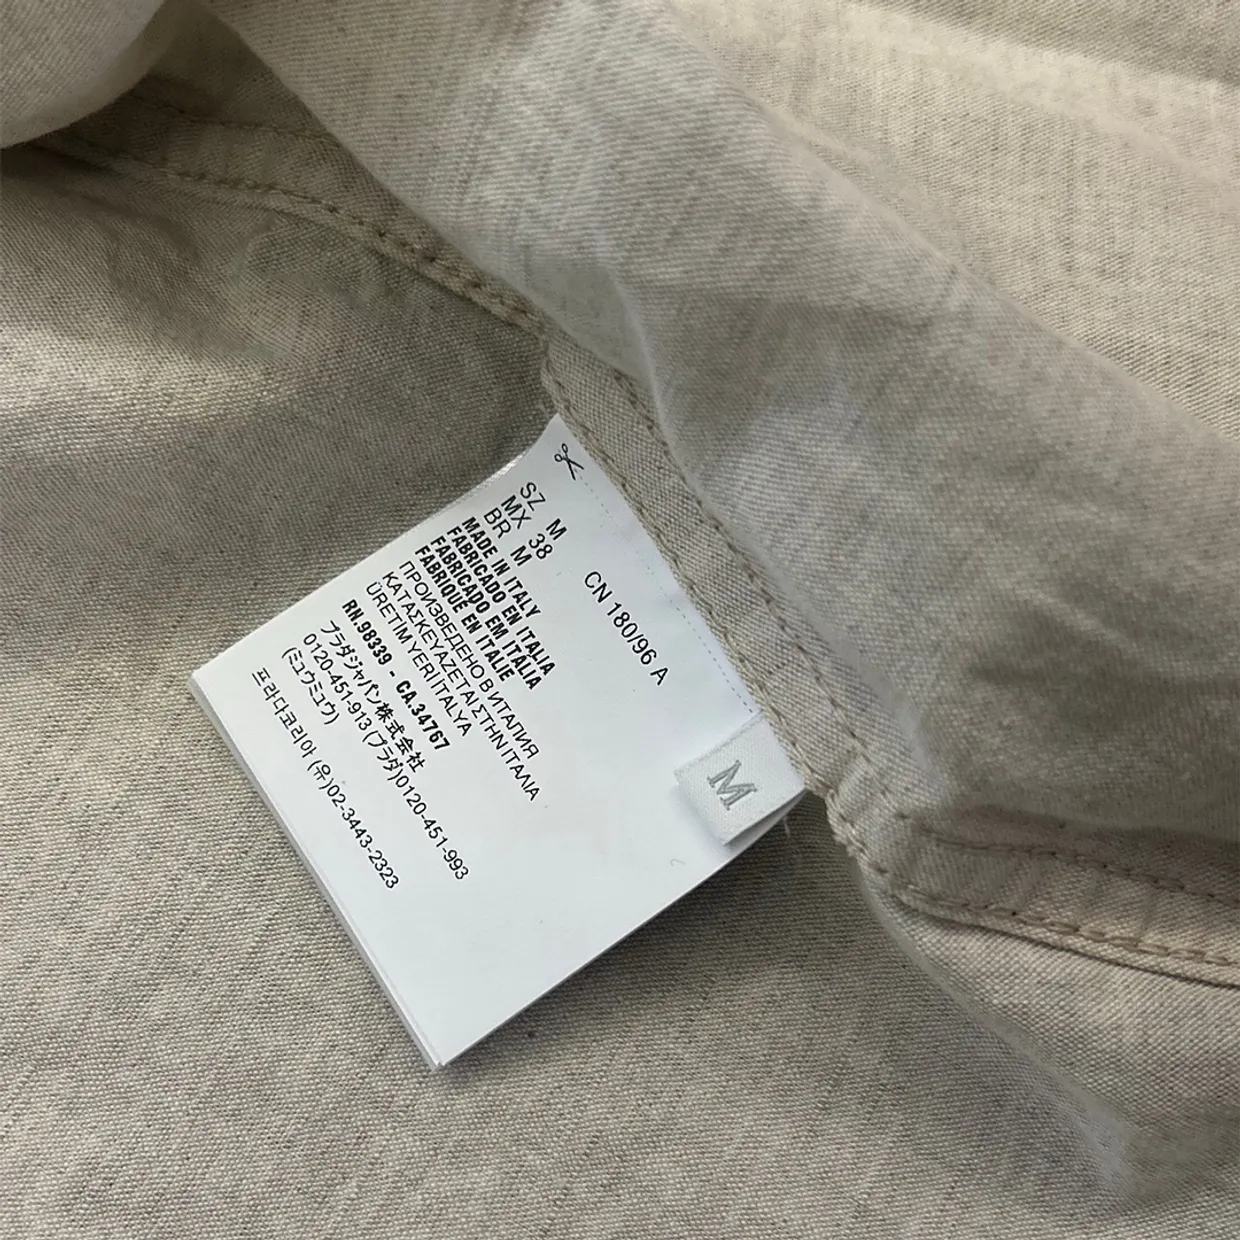 SZ M
MX 38
BR M
CN 180/96 A
MADE IN ITALY
FABRICADO EN ITALIA
FABRICADO EM ITALIA
FABRIQUÉ EN ITALIE
ПРОИЗВЕДЕНО В ИТАЛИЯ
ΚΑΤΑΣΚΕΥΑΖΕΤΑΙ ΣΤΗΝ ΙΤΑΛΙΑ
ÜRETİM YERİ İTALYA
RN.98339 - CA.34767
プラダジャパン株式会社
0120-451-913 (プラダ)0120-451-993
(ミュウミュウ)
프라다코리아 (유)02-3443-2323
M